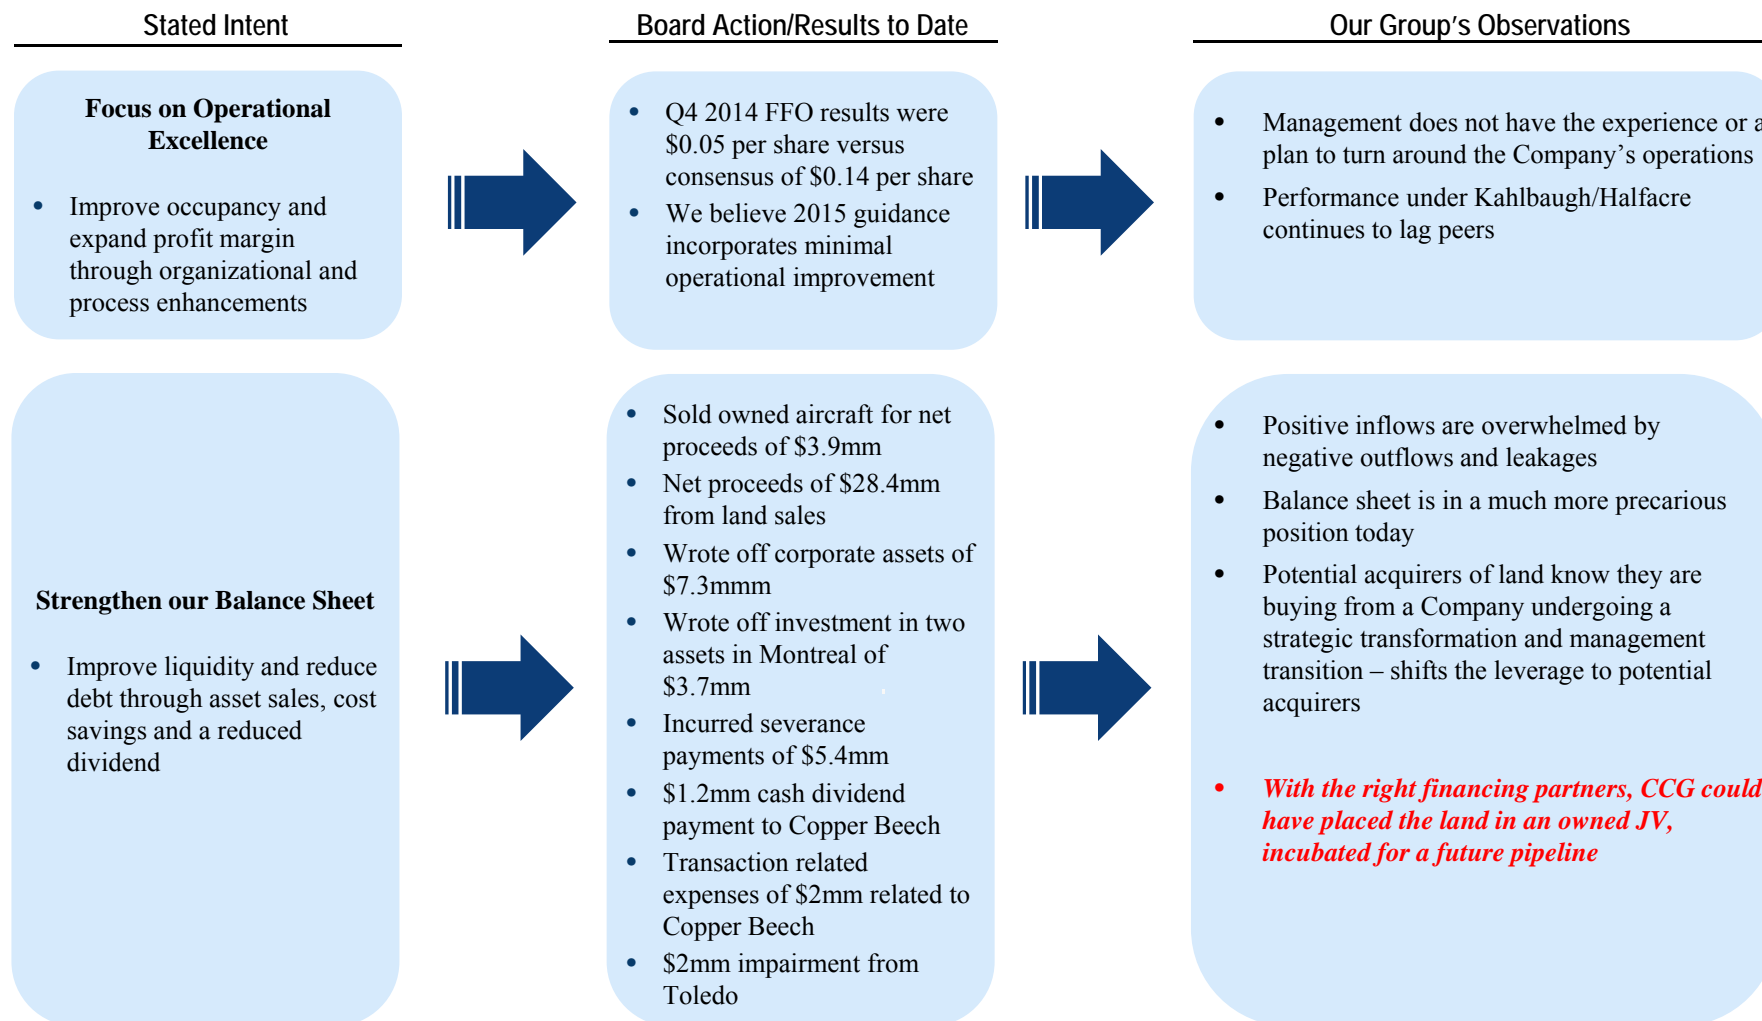 Stated Intent
Board Action/Results to Date
Our Group's Observations
Focus on Operational
Excellence
• Improve occupancy and
expand profit margin
through organizational and
process enhancements
• Q4 2014 FFO results were
$0.05 per share versus
consensus of $0.14 per share
• We believe 2015 guidance
incorporates minimal
operational improvement
• Management does not have the experience or a
plan to turn around the Company's operations
• Performance under Kahlbaugh/Halfacre
continues to lag peers
Strengthen our Balance Sheet
• Improve liquidity and reduce
debt through asset sales, cost
savings and a reduced
dividend
• Sold owned aircraft for net
proceeds of $3.9mm
• Net proceeds of $28.4mm
from land sales
• Wrote off corporate assets of
$7.3mmm
• Wrote off investment in two
assets in Montreal of
$3.7mm
• Incurred severance
payments of $5.4mm
• $1.2mm cash dividend
payment to Copper Beech
• Transaction related
expenses of $2mm related to
Copper Beech
• $2mm impairment from
Toledo
• Positive inflows are overwhelmed by
negative outflows and leakages
• Balance sheet is in a much more precarious
position today
• Potential acquirers of land know they are
buying from a Company undergoing a
strategic transformation and management
transition – shifts the leverage to potential
acquirers
• With the right financing partners, CCG could
have placed the land in an owned JV,
incubated for a future pipeline